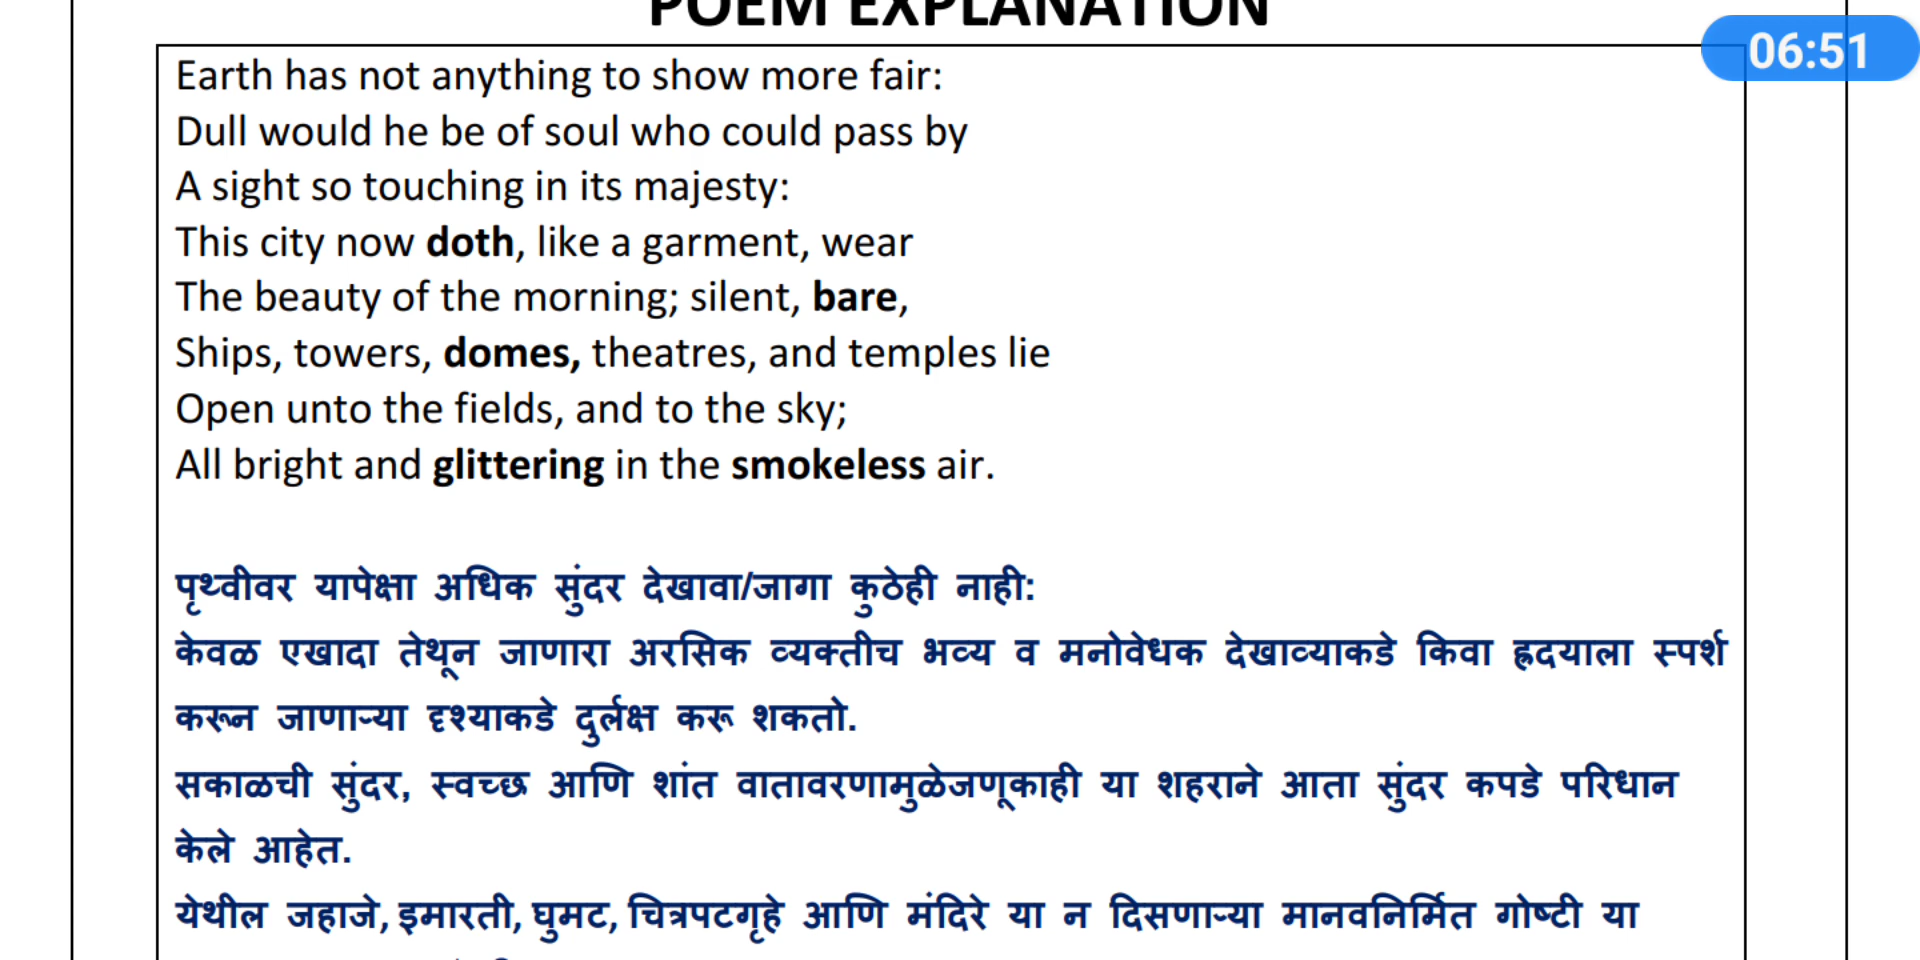 POEM EXPLANATION
06:51
Earth has not anything to show more fair:
Dull would he be of soul who could pass by
A sight so touching in its majesty:
This city now doth, like a garment, wear
The beauty of the morning; silent, bare,
Ships, towers, domes, theatres, and temples lie
Open unto the fields, and to the sky;
All bright and glittering in the smokeless air.
पृथ्वीवर यापेक्षा अधिक सुंदर देखावा/जागा कुठेही नाही:
केवळ एखादा तेथून जाणारा अरसिक व्यक्तीच भव्य व मनोवेधक देखाव्याकडे किवा ह्रदयाला स्पर्श
करून जाणाऱ्या दृश्याकडे दुर्लक्ष करू शकतो.
सकाळची सुंदर, स्वच्छ आणि शांत वातावरणामुळेजणूकाही या शहराने आता सुंदर कपडे परिधान
केले आहेत.
येथील जहाजे, इमारती, घुमट, चित्रपटगृहे आणि मंदिरे या न दिसणाऱ्या मानवनिर्मित गोष्टी या